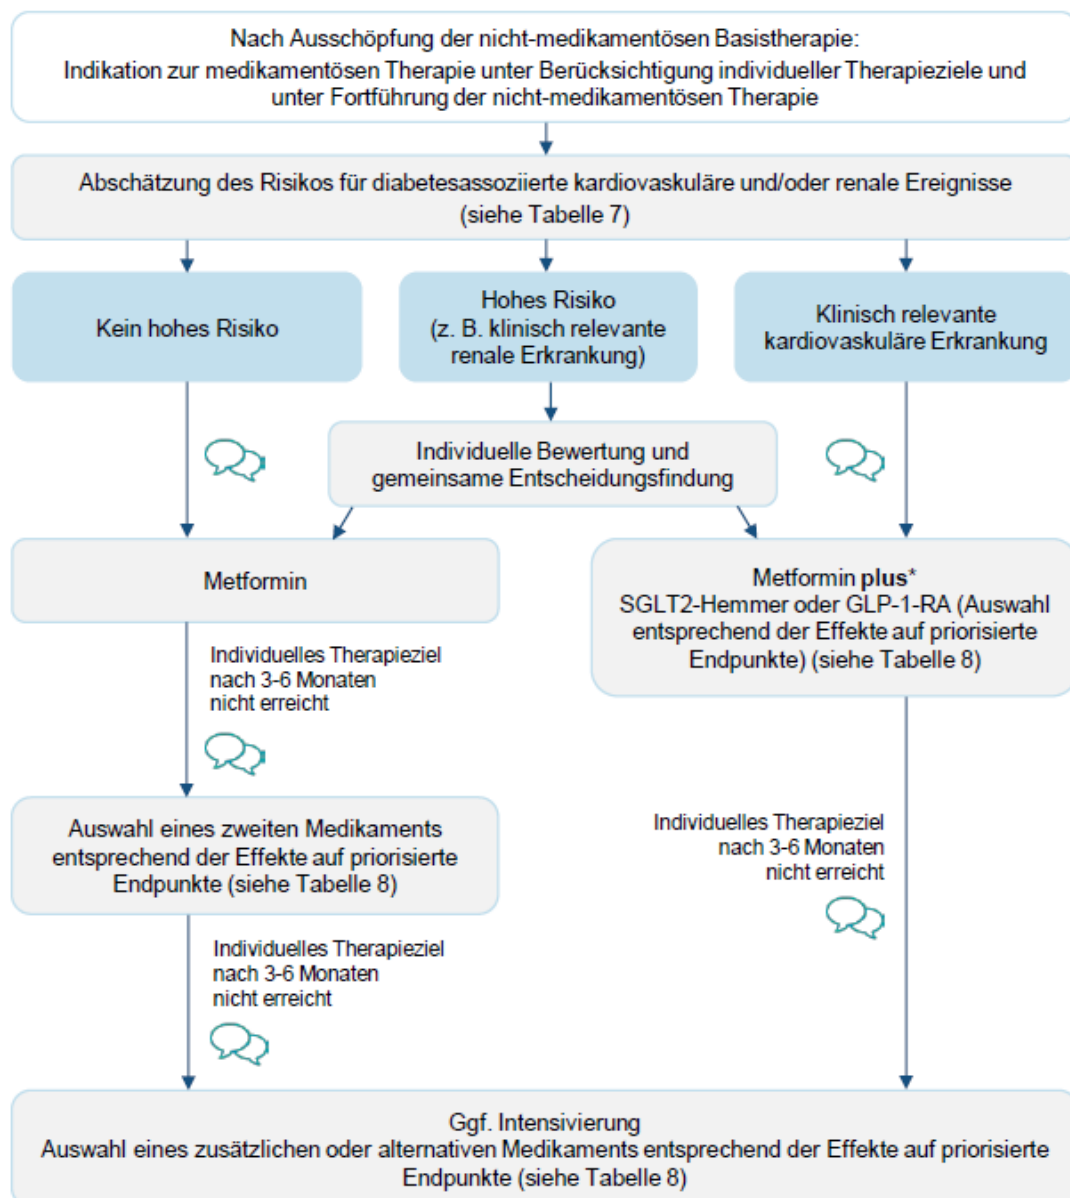 Nach Ausschöpfung der nicht-medikamentösen Basistherapie:
Indikation zur medikamentösen Therapie unter Berücksichtigung individueller Therapieziele und
unter Fortführung der nicht-medikamentösen Therapie
Abschätzung des Risikos für diabetesassoziierte kardiovaskuläre und/oder renale Ereignisse
(siehe Tabelle 7)
Kein hohes Risiko
Hohes Risiko
(z. B. klinisch relevante
renale Erkrankung)
Klinisch relevante
kardiovaskuläre Erkrankung
Individuelle Bewertung und
gemeinsame Entscheidungsfindung
Metformin
Metformin plus*
SGLT2-Hemmer oder GLP-1-RA (Auswahl
entsprechend der Effekte auf priorisierte
Endpunkte) (siehe Tabelle 8)
Individuelles Therapieziel
nach 3-6 Monaten
nicht erreicht
Auswahl eines zweiten Medikaments
entsprechend der Effekte auf priorisierte
Endpunkte (siehe Tabelle 8)
Individuelles Therapieziel
nach 3-6 Monaten
nicht erreicht
Individuelles Therapieziel
nach 3-6 Monaten
nicht erreicht
Ggf. Intensivierung
Auswahl eines zusätzlichen oder alternativen Medikaments entsprechend der Effekte auf priorisierte
Endpunkte (siehe Tabelle 8)